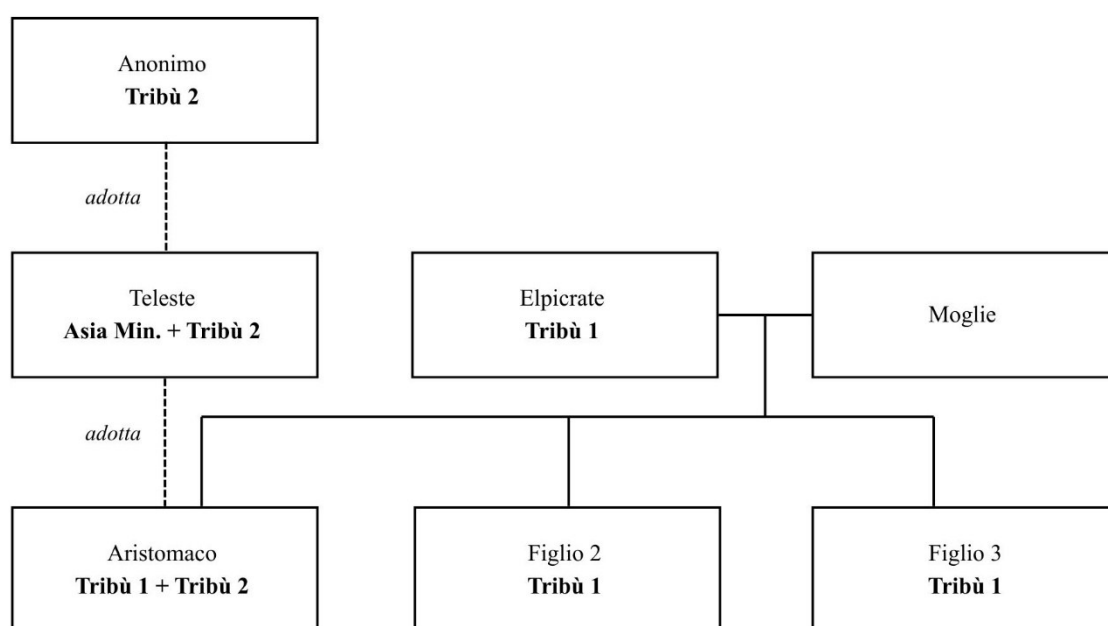 Anonimo
Tribù 2
adotta
Teleste
Asia Min. + Tribù 2
Elpicrate
Tribù 1
Moglie
adotta
Aristomaco
Tribù 1 + Tribù 2
Figlio 2
Tribù 1
Figlio 3
Tribù 1